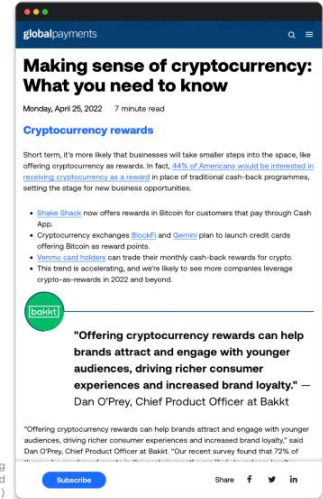 globalpayments
Making sense of cryptocurrency:
What you need to know
Monday, April 25, 2022 7 minute read
Cryptocurrency rewards
Short term, it's more likely that businesses will take smaller steps into the space, like
offering cryptocurrency as rewards. In fact, 44% of Americans would be interested in
receiving cryptocurrency as a reward in place of traditional cash-back programmes,
setting the stage for new business opportunities.
• Shake Shack now offers rewards in Bitcoin for customers that pay through Cash
App.
• Cryptocurrency exchanges BlockFi and Gemini plan to launch credit cards
offering Bitcoin as reward points.
• Venmo card holders can trade their monthly cash-back rewards for crypto.
• This trend is accelerating, and we're likely to see more companies leverage
crypto-as-rewards in 2022 and beyond.
bakkt
"Offering cryptocurrency rewards can help
brands attract and engage with younger
audiences, driving richer consumer
experiences and increased brand loyalty." —
Dan O'Prey, Chief Product Officer at Bakkt
"Offering cryptocurrency rewards can help brands attract and engage with younger
audiences, driving richer consumer experiences and increased brand loyalty," said
Dan O'Prey, Chief Product Officer at Bakkt. "Our recent survey found that 72% of
Subscribe
Share